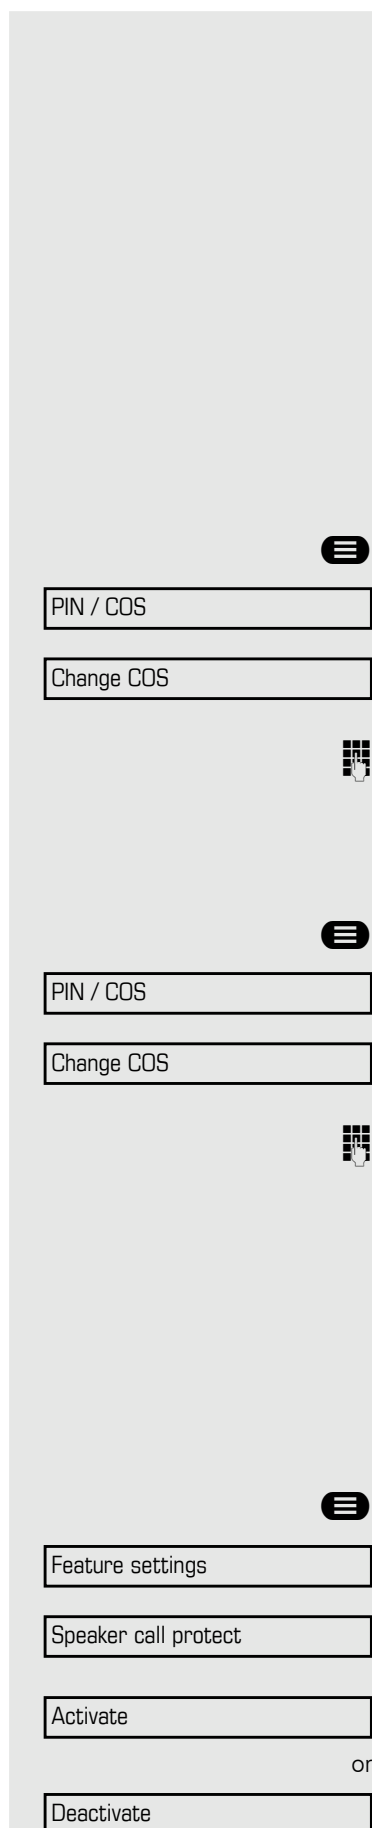 PIN / COS
Change COS
PIN / COS
Change COS
Feature settings
Speaker call protect
Activate
or
Deactivate